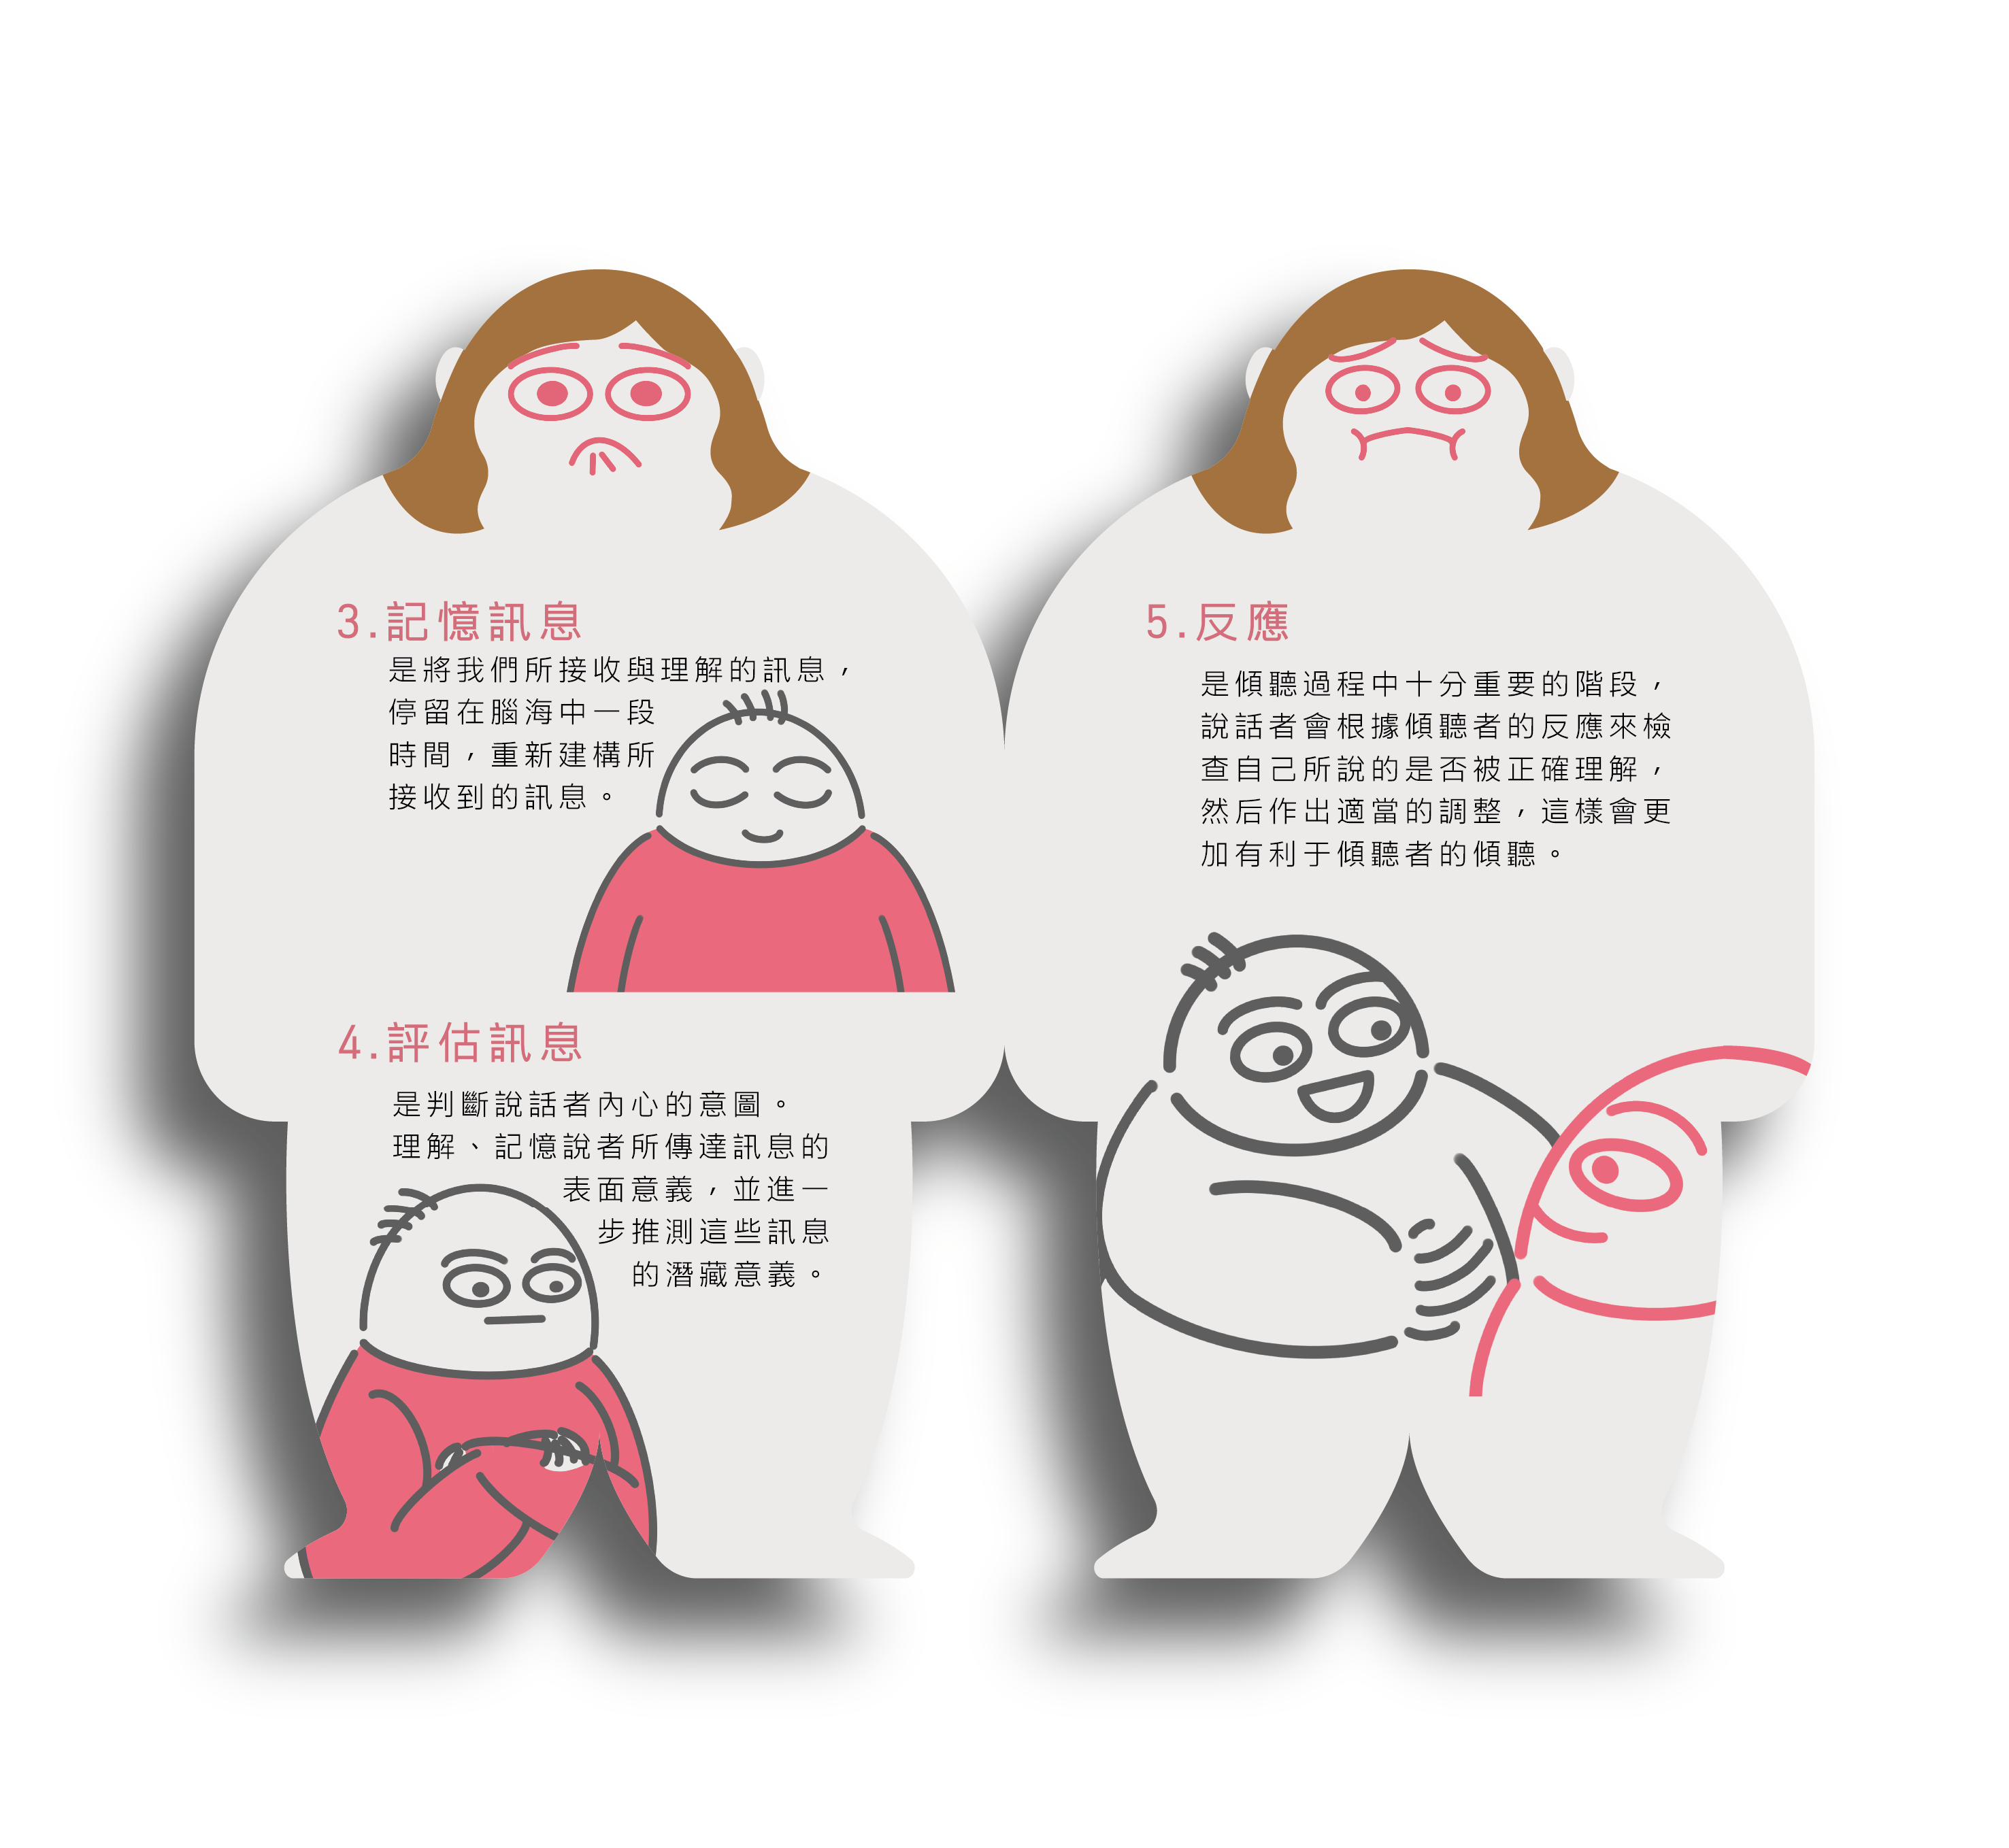 3.記憶訊息
是將我們所接收與理解的訊息，
停留在腦海中一段
時間，重新建構所
接收到的訊息。
4.評估訊息
是判斷說話者內心的意圖。
理解、記憶說者所傳達訊息的
表面意義，並進一
步推測這些訊息
的潛藏意義。
5.反應
是傾聽過程中十分重要的階段，
說話者會根據傾聽者的反應來檢
查自己所說的是否被正確理解，
然后作出適當的調整，這樣會更
加有利于傾聽者的傾聽。